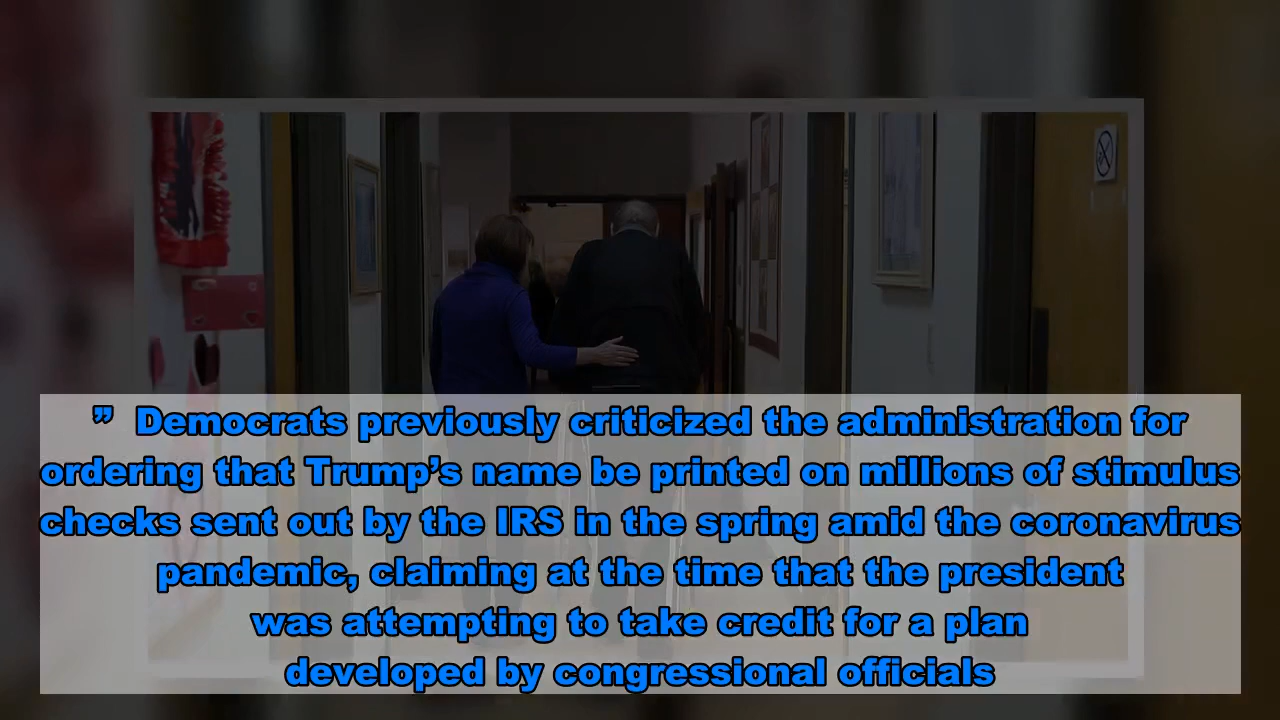 ”  Democrats previously criticized the administration for
ordering that Trump’s name be printed on millions of stimulus
checks sent out by the IRS in the spring amid the coronavirus
pandemic, claiming at the time that the president
was attempting to take credit for a plan
developed by congressional officials